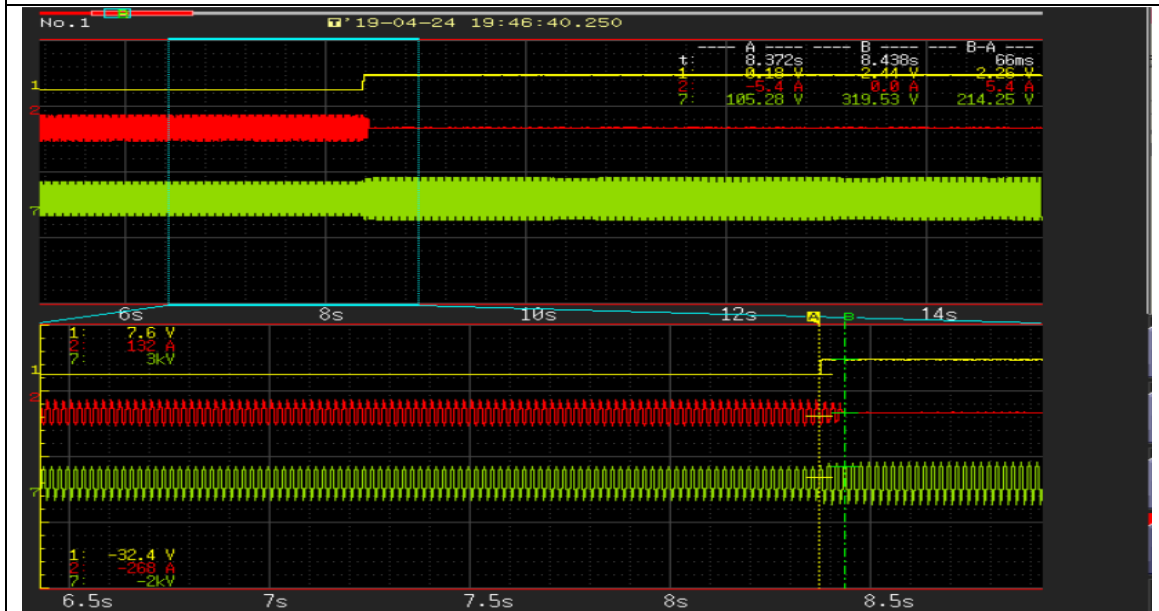 No.1 T'19-04-24 19:46:40.250
---- A ---- ---- B ---- --- B-A ---
t: 8.372s 8.438s 66ms
1: 0.18 V 2.44 V 2.26 V
2: -5.4 A 0.0 A 5.4 A
7: 105.28 V 319.53 V 214.25 V
1
2
7
6s 8s 10s 12s 14s
A B
1: 7.6 V
2: 132 A
7: 3kV
1
2
7
1: -32.4 V
2: -268 A
7: -2kV
6.5s 7s 7.5s 8s 8.5s